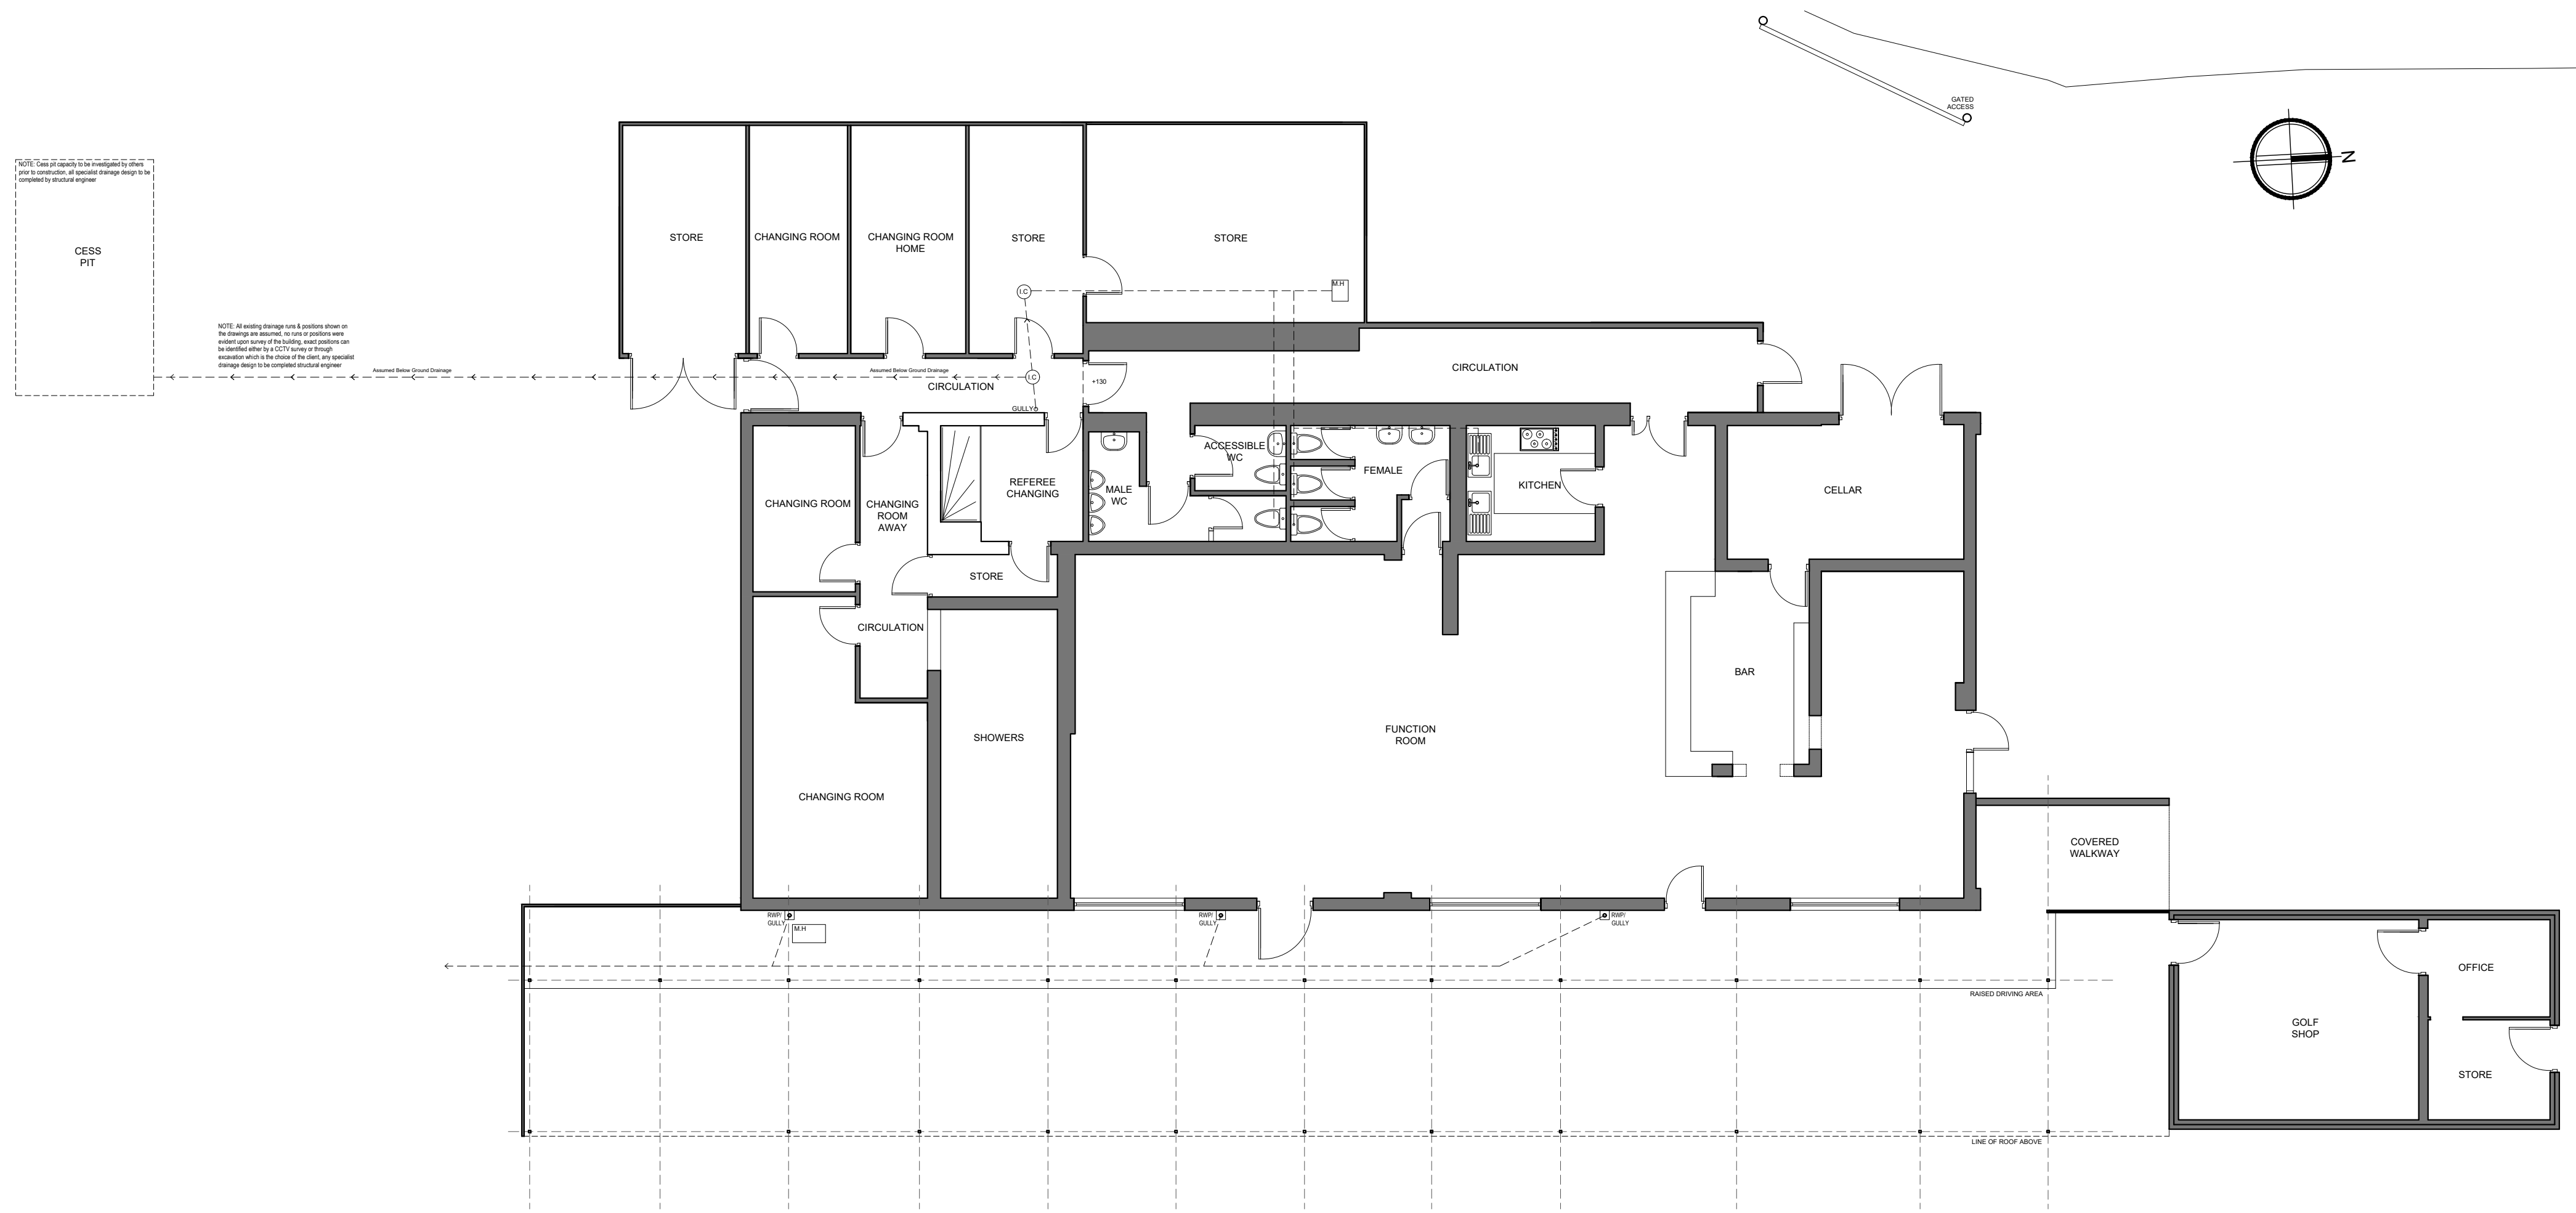 GATED
ACCESS
N
NOTE: Cess pit capacity to be investigated by others
prior to construction, all specialist drainage design to be
completed by structural engineer
CESS
PIT
STORE
CHANGING ROOM
CHANGING ROOM
HOME
STORE
STORE
I.C
M.H
NOTE: All existing drainage runs & positions shown on
the drawings are assumed, no runs or positions were
evident upon survey of the building, exact positions can
be identified either by a CCTV survey or through
excavation which is the choice of the client, any specialist
drainage design to be completed structural engineer
Assumed Below Ground Drainage
Assumed Below Ground Drainage
I.C
+130
CIRCULATION
CIRCULATION
GULLY
CHANGING ROOM
CHANGING
ROOM
AWAY
REFEREE
CHANGING
MALE
WC
ACCESSIBLE
WC
FEMALE
KITCHEN
CELLAR
STORE
CIRCULATION
BAR
SHOWERS
FUNCTION
ROOM
CHANGING ROOM
COVERED
WALKWAY
RWP/
GULLY
M.H
RWP/
GULLY
RWP/
GULLY
RAISED DRIVING AREA
OFFICE
GOLF
SHOP
STORE
LINE OF ROOF ABOVE